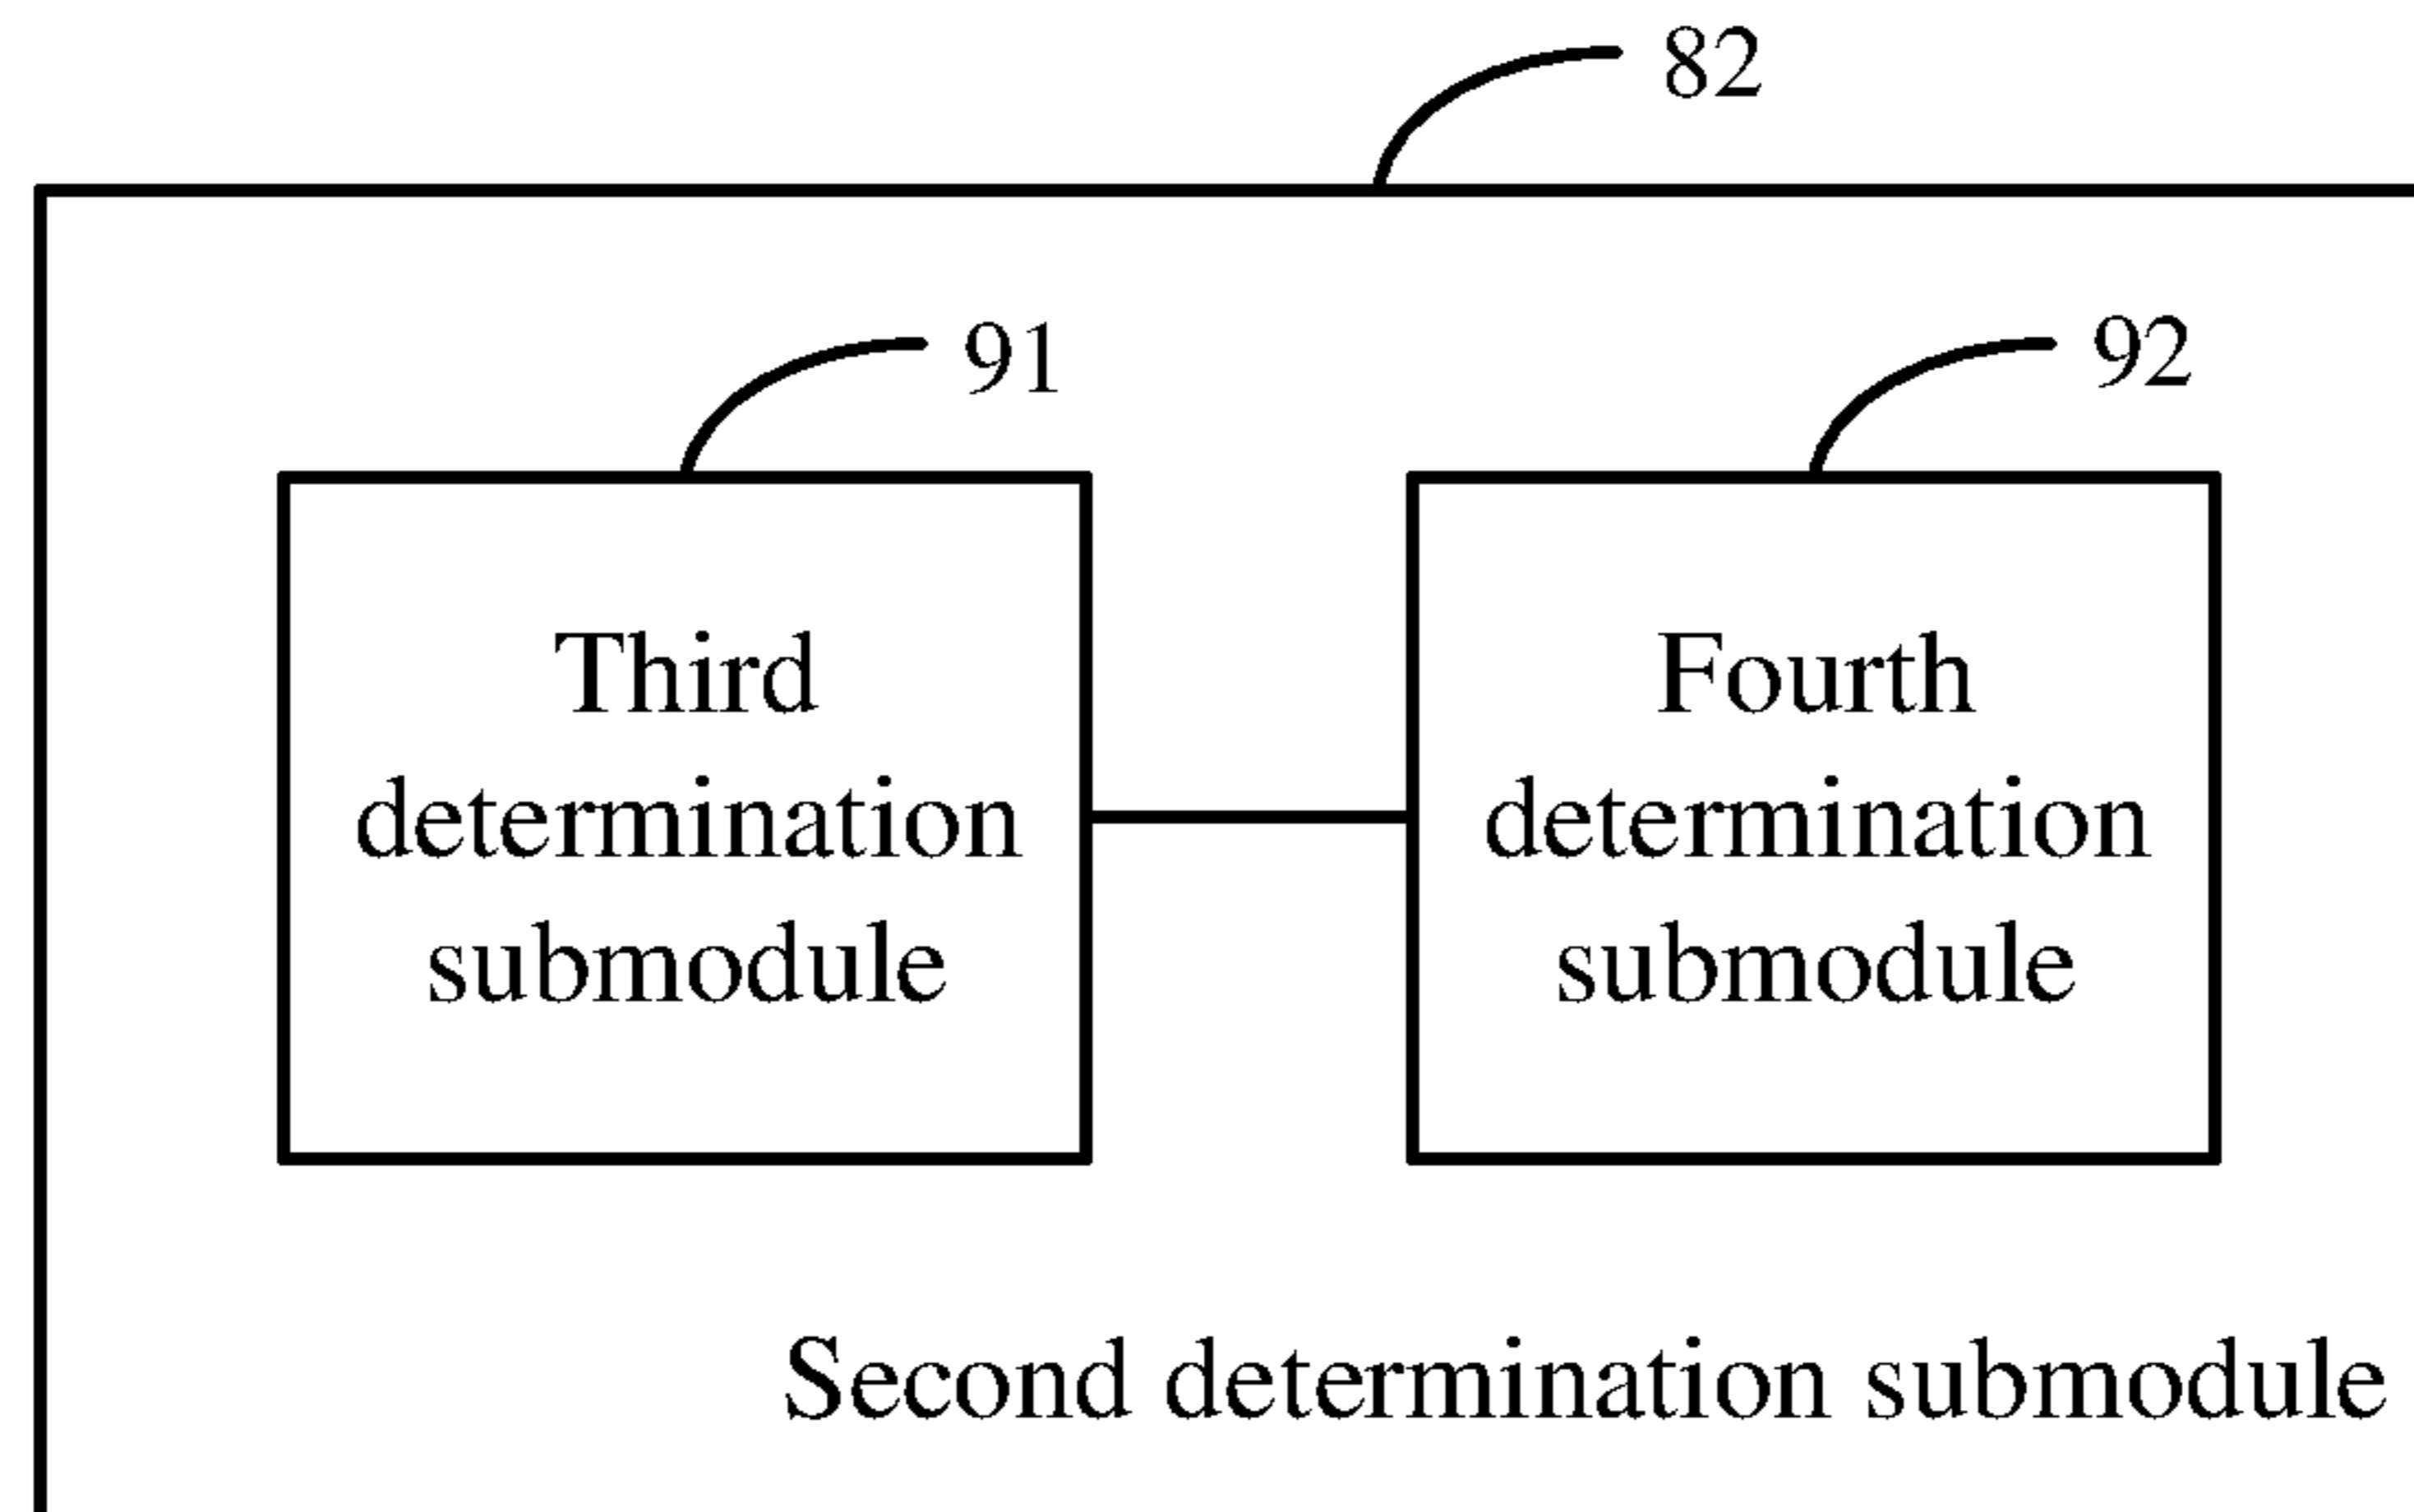 82
91
92
Third
determination
submodule
Fourth
determination
submodule
Second determination submodule